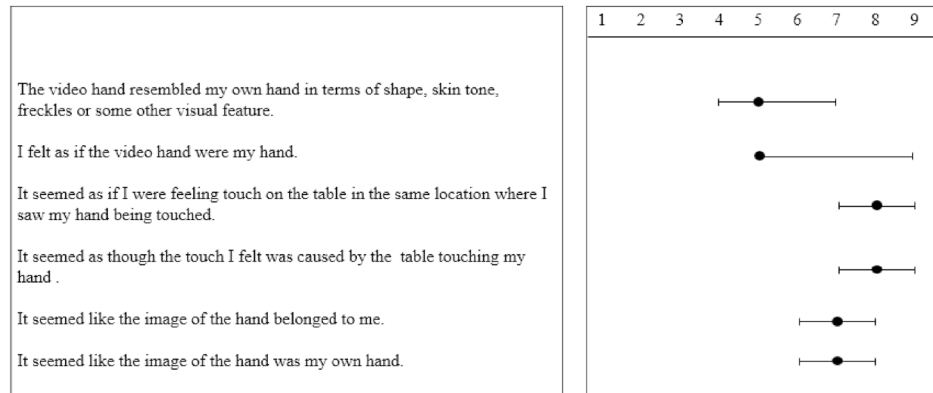 1 2 3 4 5 6 7 8 9
The video hand resembled my own hand in terms of shape, skin tone,
freckles or some other visual feature.
I felt as if the video hand were my hand.
It seemed as if I were feeling touch on the table in the same location where I
saw my hand being touched.
It seemed as though the touch I felt was caused by the table touching my
hand .
It seemed like the image of the hand belonged to me.
It seemed like the image of the hand was my own hand.